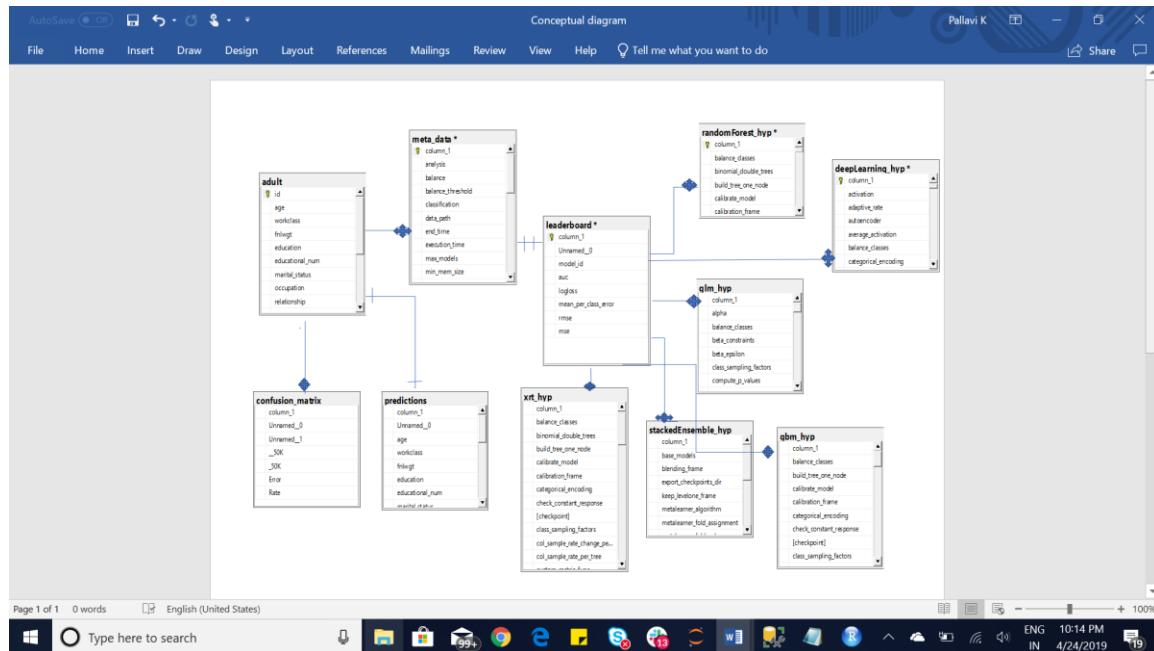 AutoSave Off Conceptual diagram Pallavi K
File Home Insert Draw Design Layout References Mailings Review View Help Tell me what you want to do Share
meta_data *
column_1
analysis
balance
balance_threshold
classification
data_path
end_time
execution_time
max_models
min_mem_size
randomForest_hyp *
column_1
balance_classes
binomial_double_trees
build_tree_one_node
calibrate_model
calibration_frame
deepLearning_hyp *
column_1
activation
adaptive_rate
autoencoder
average_activation
balance_classes
categorical_encoding
adult
id
age
workclass
fnlwgt
education
educational_num
marital_status
occupation
relationship
leaderboard *
column_1
Unnamed__0
model_id
auc
logloss
mean_per_class_error
rmse
mse
glm_hyp
column_1
alpha
balance_classes
beta_constraints
beta_epsilon
class_sampling_factors
compute_p_values
confusion_matrix
column_1
Unnamed__0
Unnamed__1
__50K
_50K
Error
Rate
predictions
column_1
Unnamed__0
age
workclass
fnlwgt
education
educational_num
marital_status
xrt_hyp
column_1
balance_classes
binomial_double_trees
build_tree_one_node
calibrate_model
calibration_frame
categorical_encoding
check_constant_response
[checkpoint]
class_sampling_factors
col_sample_rate_change_pe...
col_sample_rate_per_tree
stackedEnsemble_hyp
column_1
base_models
blending_frame
export_checkpoints_dir
keep_levelone_frame
metalearner_algorithm
metalearner_fold_assignment
gbm_hyp
column_1
balance_classes
build_tree_one_node
calibrate_model
calibration_frame
categorical_encoding
check_constant_response
[checkpoint]
class_sampling_factors
Page 1 of 1 0 words English (United States) 100%
Type here to search 99+ 13 ENG 10:14 PM
IN 4/24/2019 19